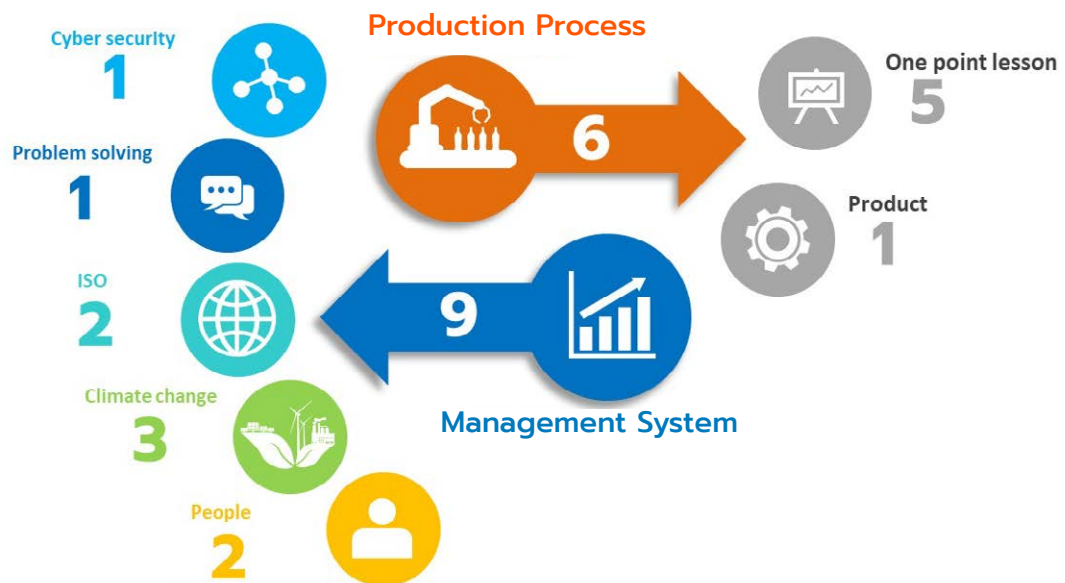 Production Process
6
One point lesson
5
Product
1
Cyber security
1
Problem solving
1
ISO
2
Climate change
3
People
2
9
Management System